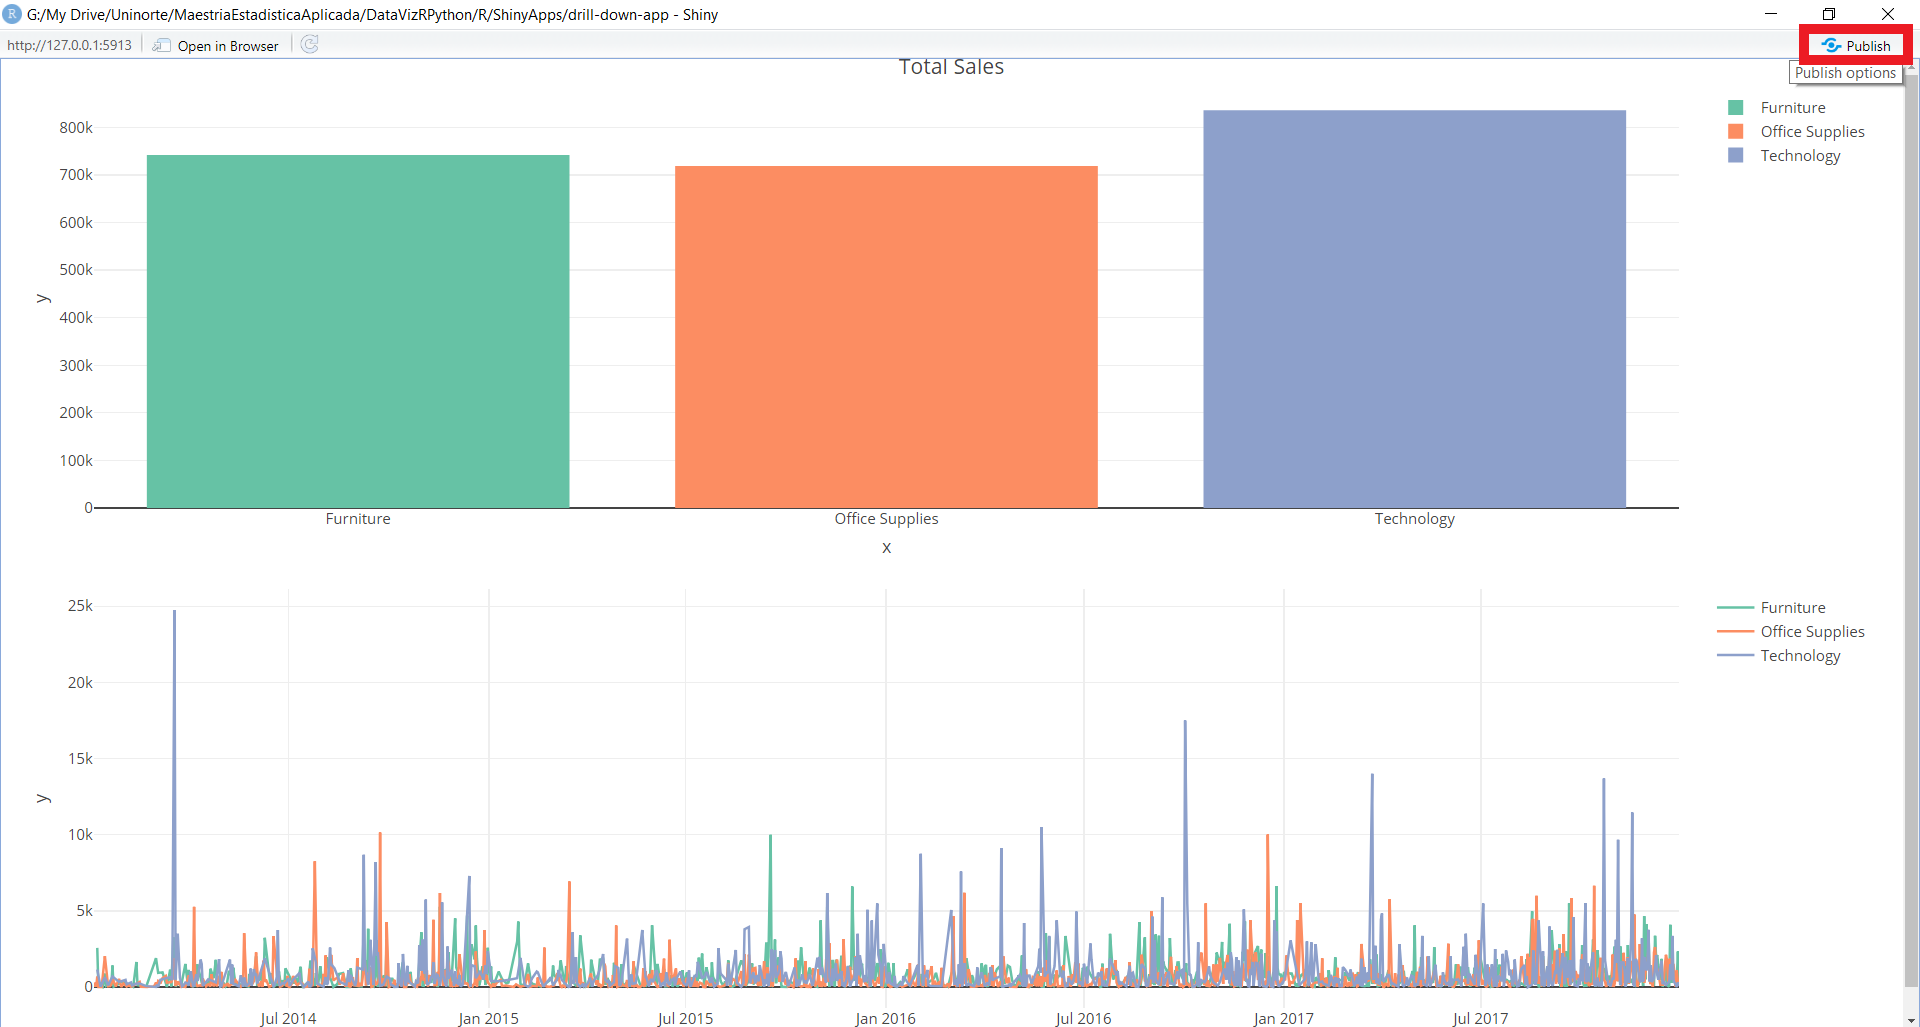 R G:/My Drive/Uninorte/MaestriaEstadisticaAplicada/DataVizRPython/R/ShinyApps/drill-down-app - Shiny
http://127.0.0.1:5913 Open in Browser Publish
Publish options
Total Sales
Furniture
Office Supplies
Technology
800k
700k
600k
500k
400k
300k
200k
100k
0
y
Furniture Office Supplies Technology
x
25k
20k
15k
10k
5k
0
y
Furniture
Office Supplies
Technology
Jul 2014 Jan 2015 Jul 2015 Jan 2016 Jul 2016 Jan 2017 Jul 2017